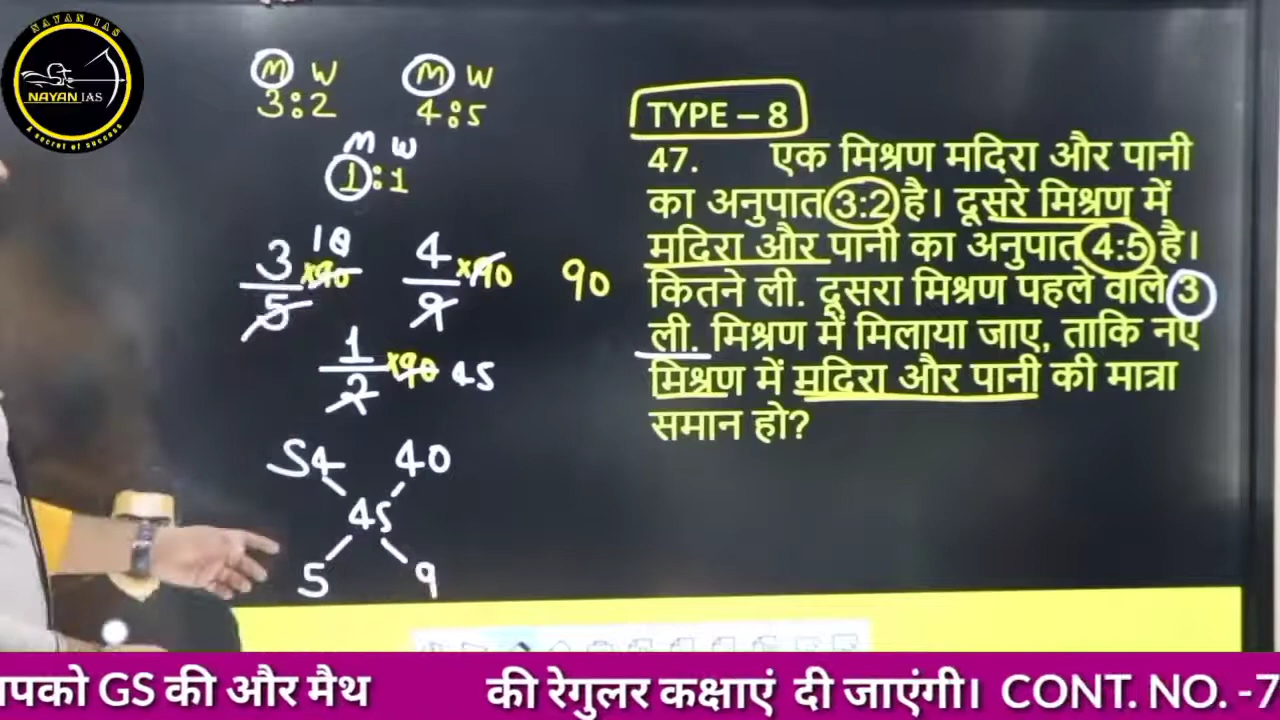 NAYAN IAS
NAYAN IAS
A secret of success
M W M W
3:2 4:5
M W
1:1
3/5 ×90 18 4/9 ×90 90
1/2 ×90 45
54 40
45
5 9
TYPE – 8
47. एक मिश्रण मदिरा और पानी
का अनुपात 3:2 है। दूसरे मिश्रण में
मदिरा और पानी का अनुपात 4:5 है।
कितने ली. दूसरा मिश्रण पहले वाले 3
ली. मिश्रण में मिलाया जाए, ताकि नए
मिश्रण में मदिरा और पानी की मात्रा
समान हो?
पको GS की और मैथ की रेगुलर कक्षाएं दी जाएंगी। CONT. NO. -7